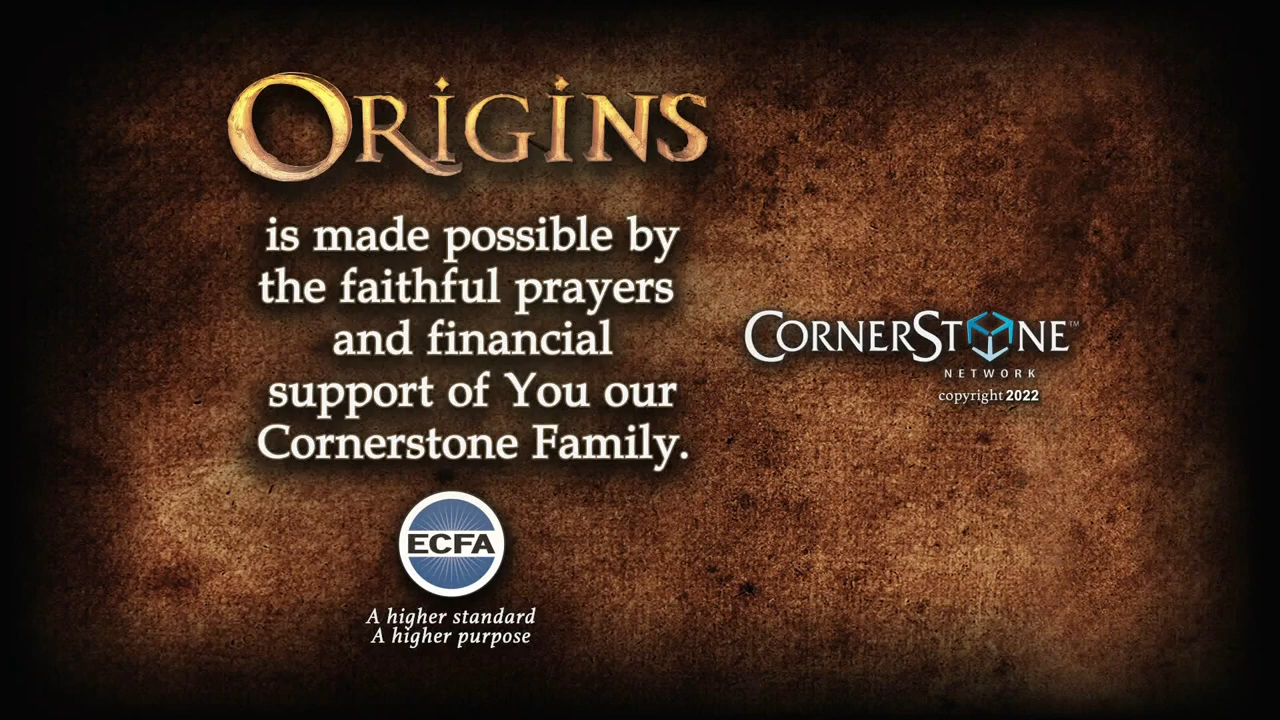 ORIGINS
is made possible by
the faithful prayers
and financial
support of You our
Cornerstone Family.
ECFA
A higher standard
A higher purpose
CORNERSTONE™
NETWORK
copyright 2022